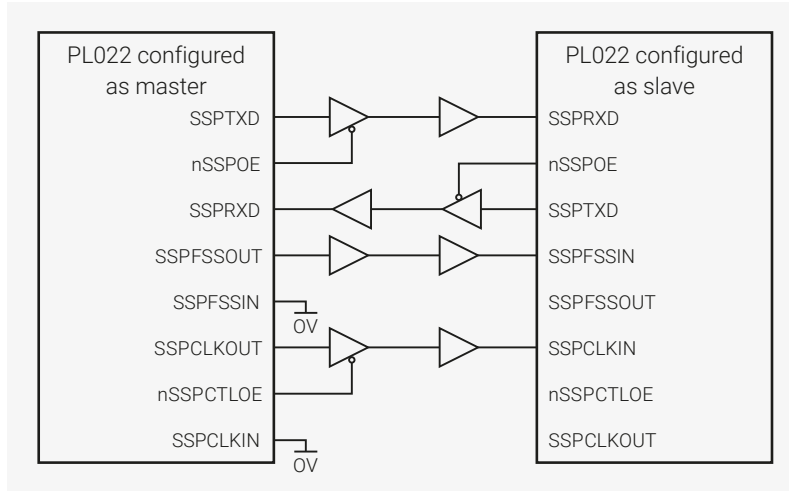 PL022 configured
as master
SSPTXD
nSSPOE
SSPRXD
SSPFSSOUT
SSPFSSIN
0V
SSPCLKOUT
nSSPCTLOE
SSPCLKIN
0V
PL022 configured
as slave
SSPRXD
nSSPOE
SSPTXD
SSPFSSIN
SSPFSSOUT
SSPCLKIN
nSSPCTLOE
SSPCLKOUT